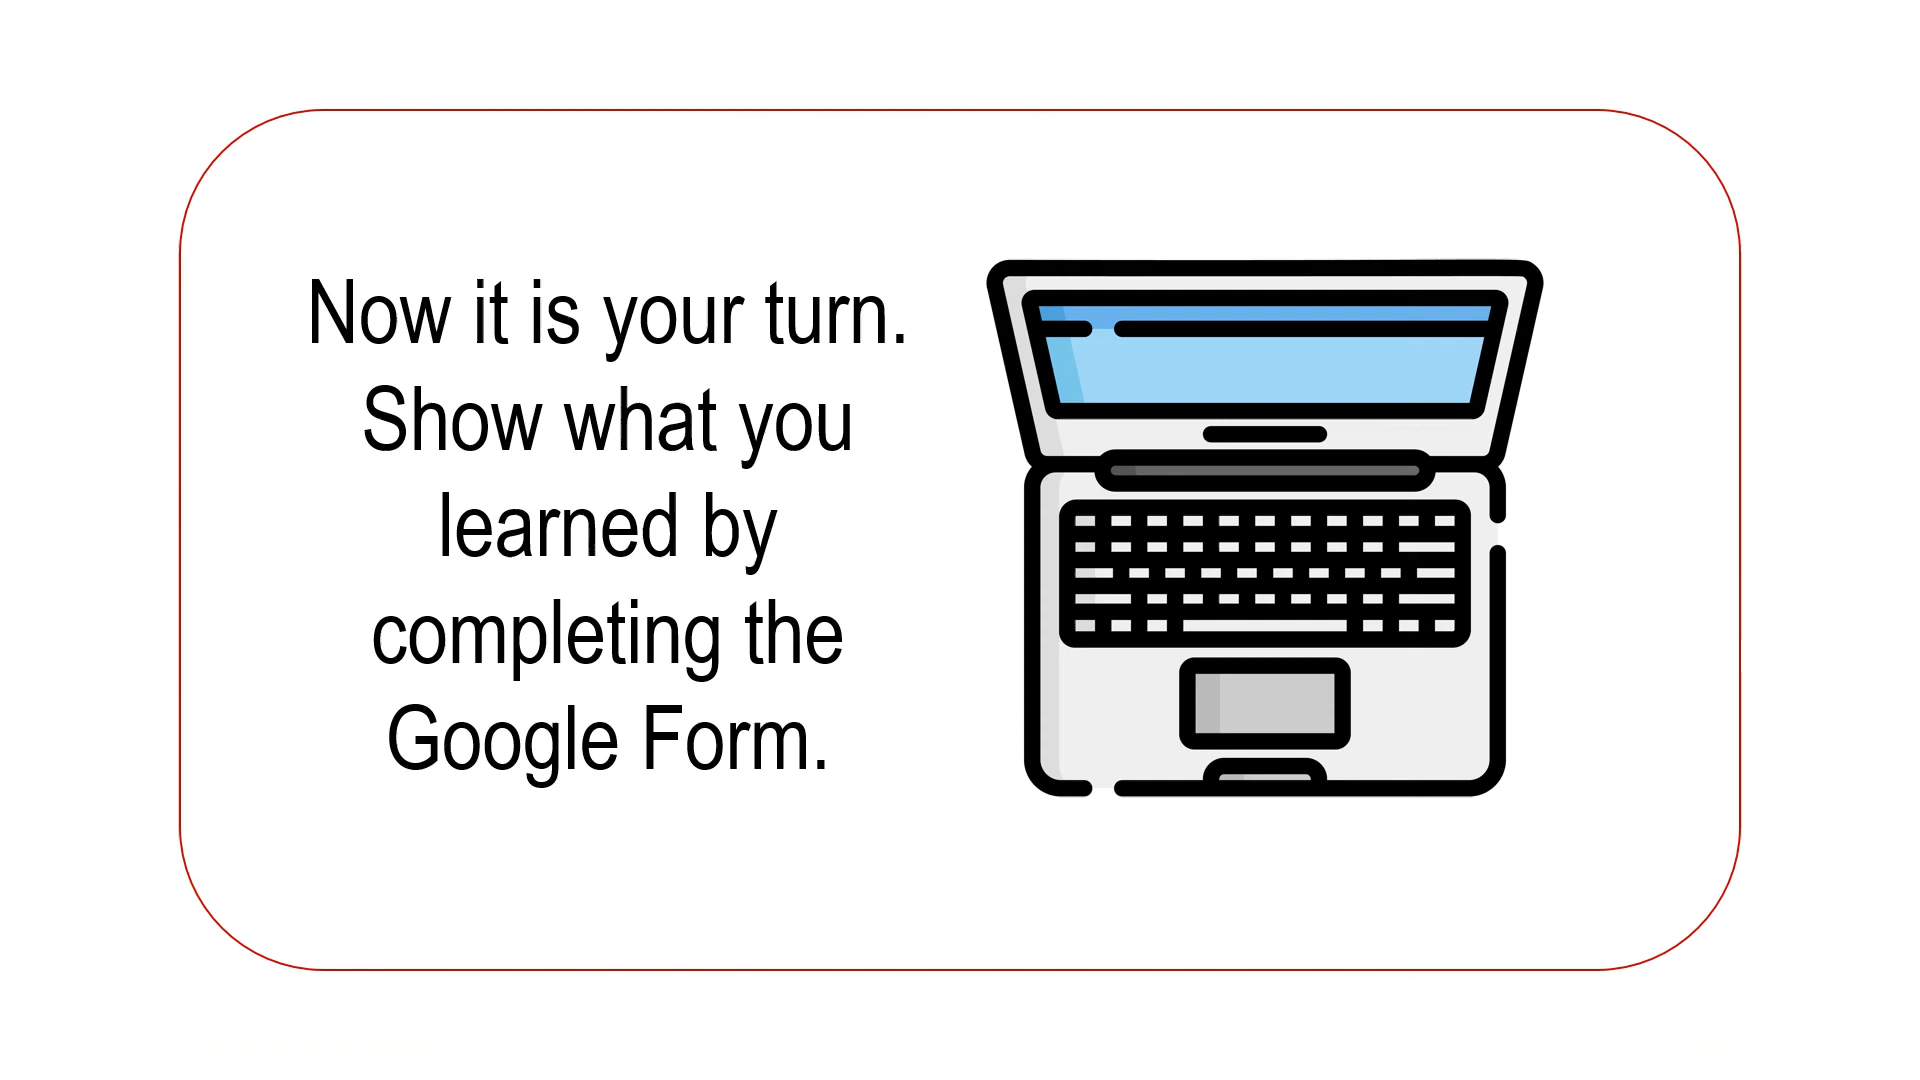 Now it is your turn.
Show what you
learned by
completing the
Google Form.